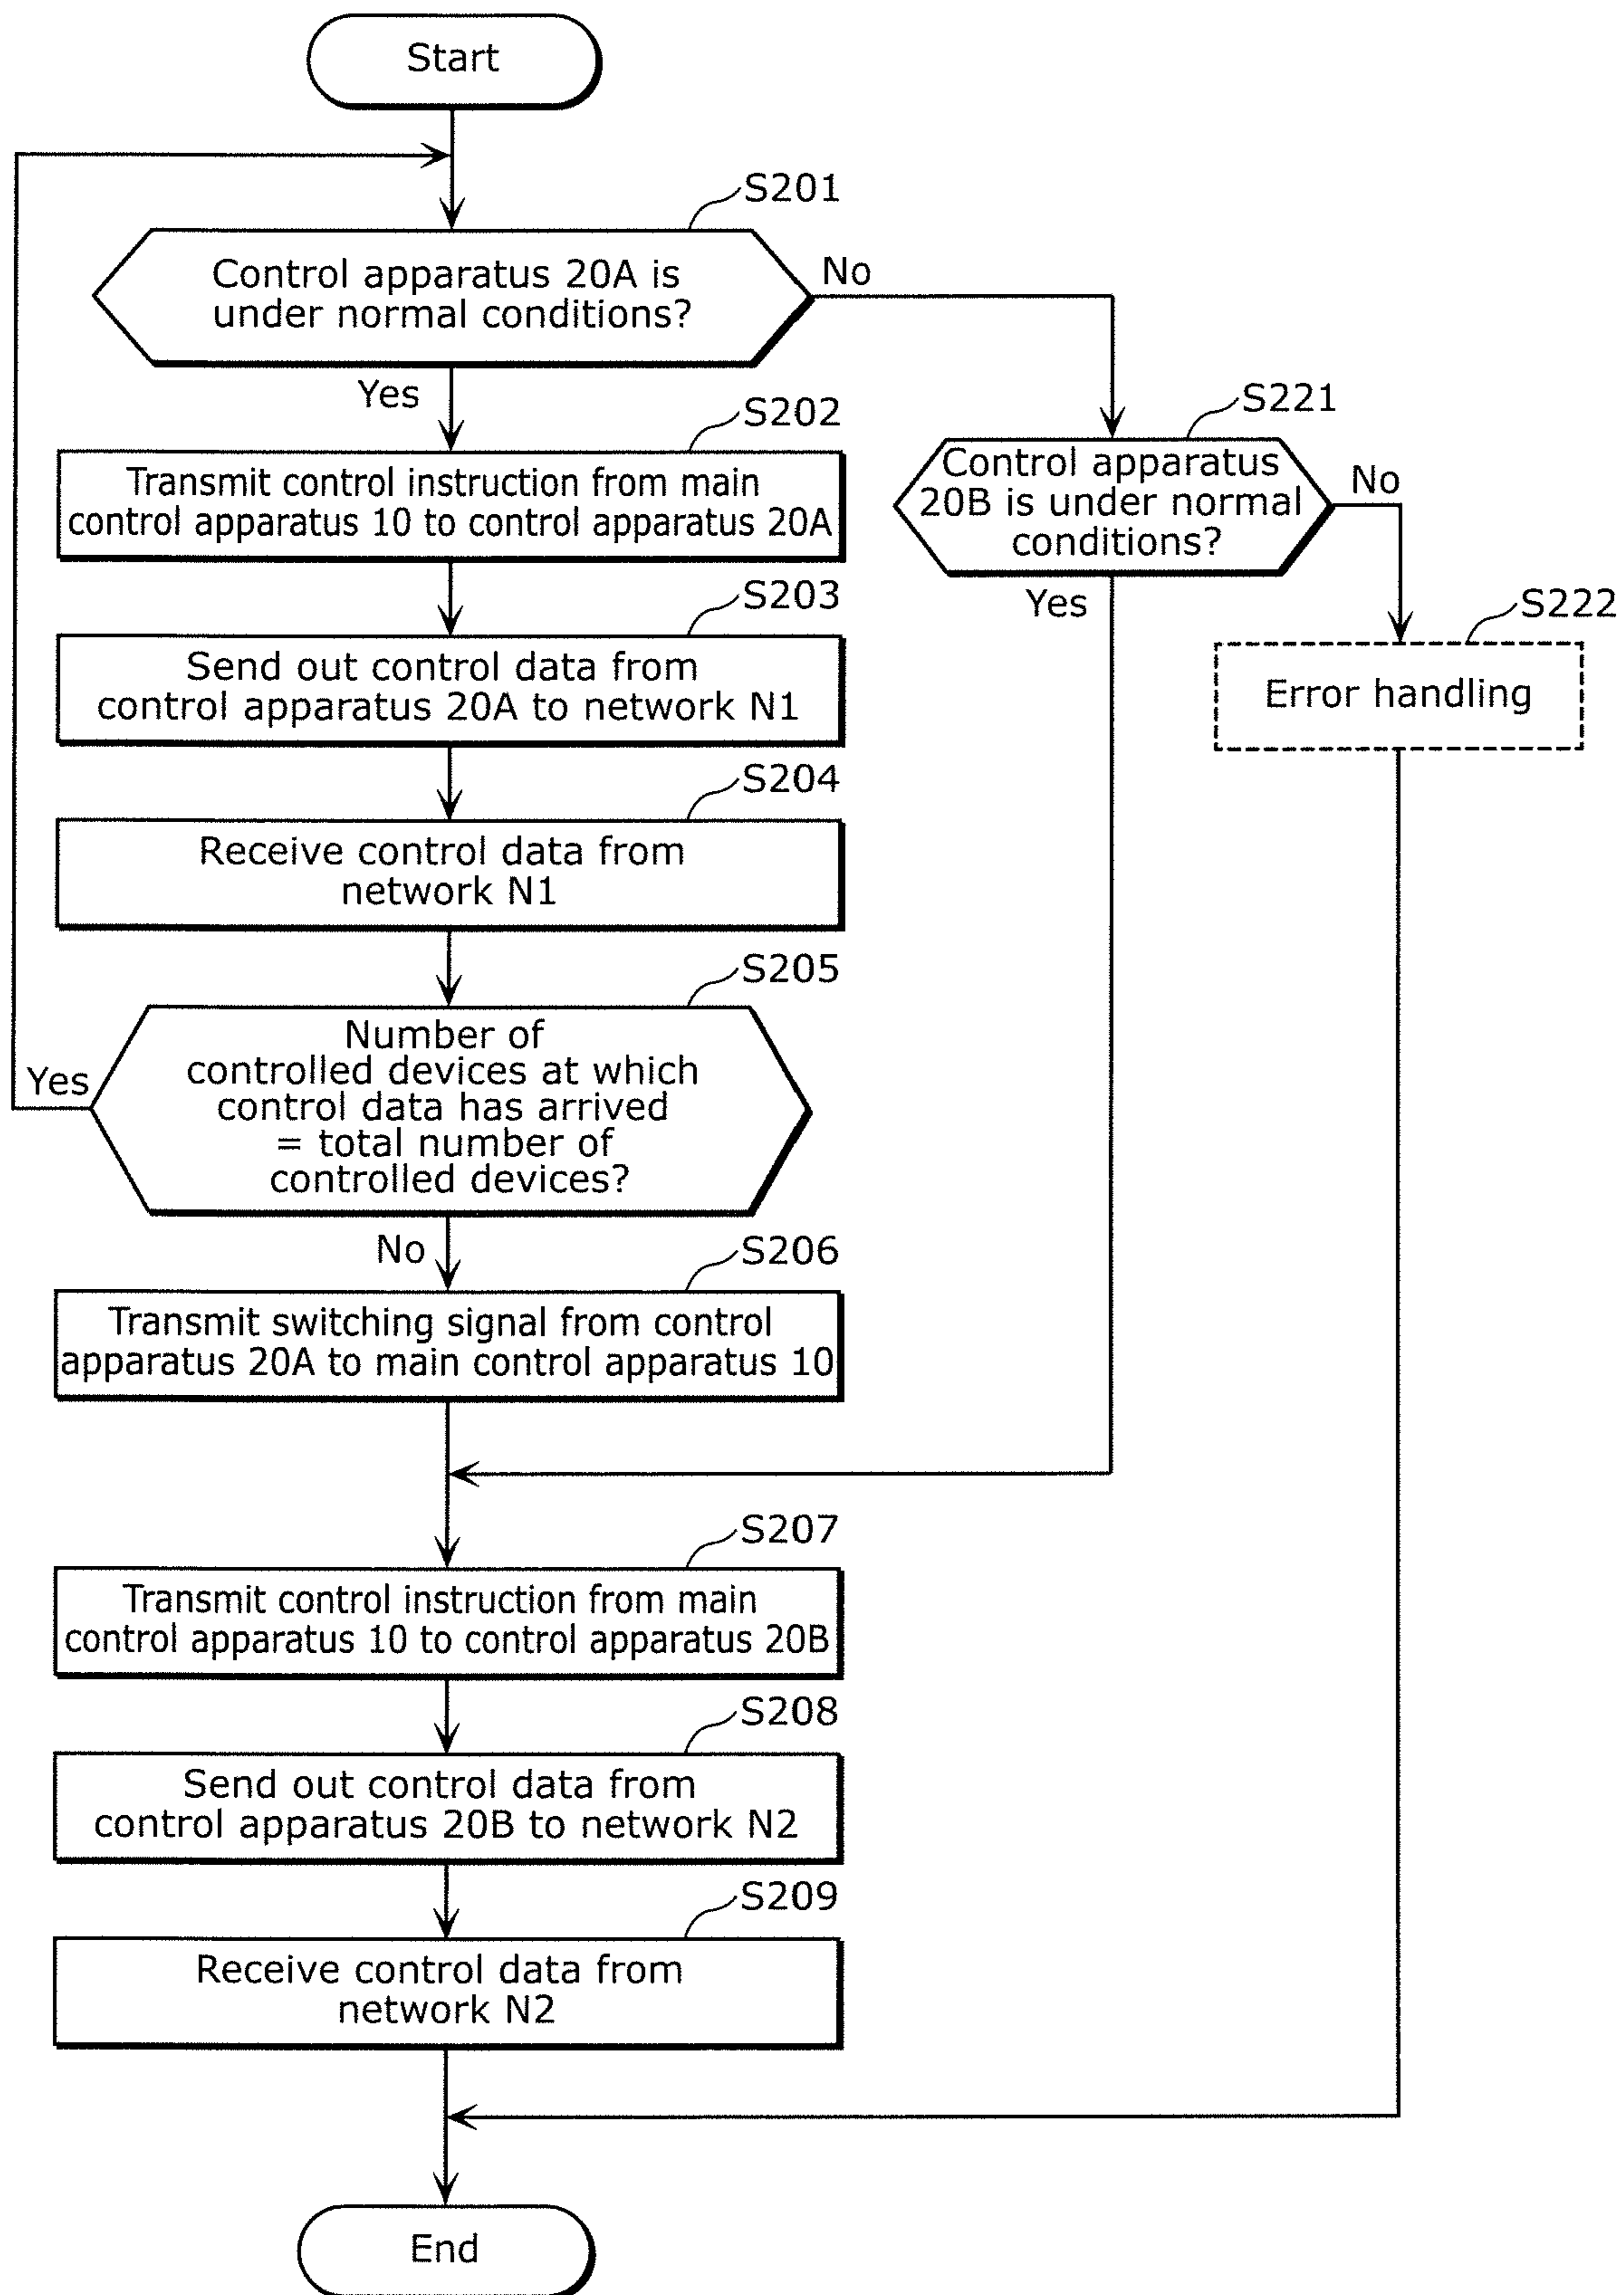 Start
S201
Control apparatus 20A is
under normal conditions?
No
Yes
S202
Transmit control instruction from main
control apparatus 10 to control apparatus 20A
S221
Control apparatus
20B is under normal
conditions?
No
Yes
S203
Send out control data from
control apparatus 20A to network N1
S222
Error handling
S204
Receive control data from
network N1
S205
Number of
controlled devices at which
control data has arrived
= total number of
controlled devices?
Yes
No
S206
Transmit switching signal from control
apparatus 20A to main control apparatus 10
S207
Transmit control instruction from main
control apparatus 10 to control apparatus 20B
S208
Send out control data from
control apparatus 20B to network N2
S209
Receive control data from
network N2
End